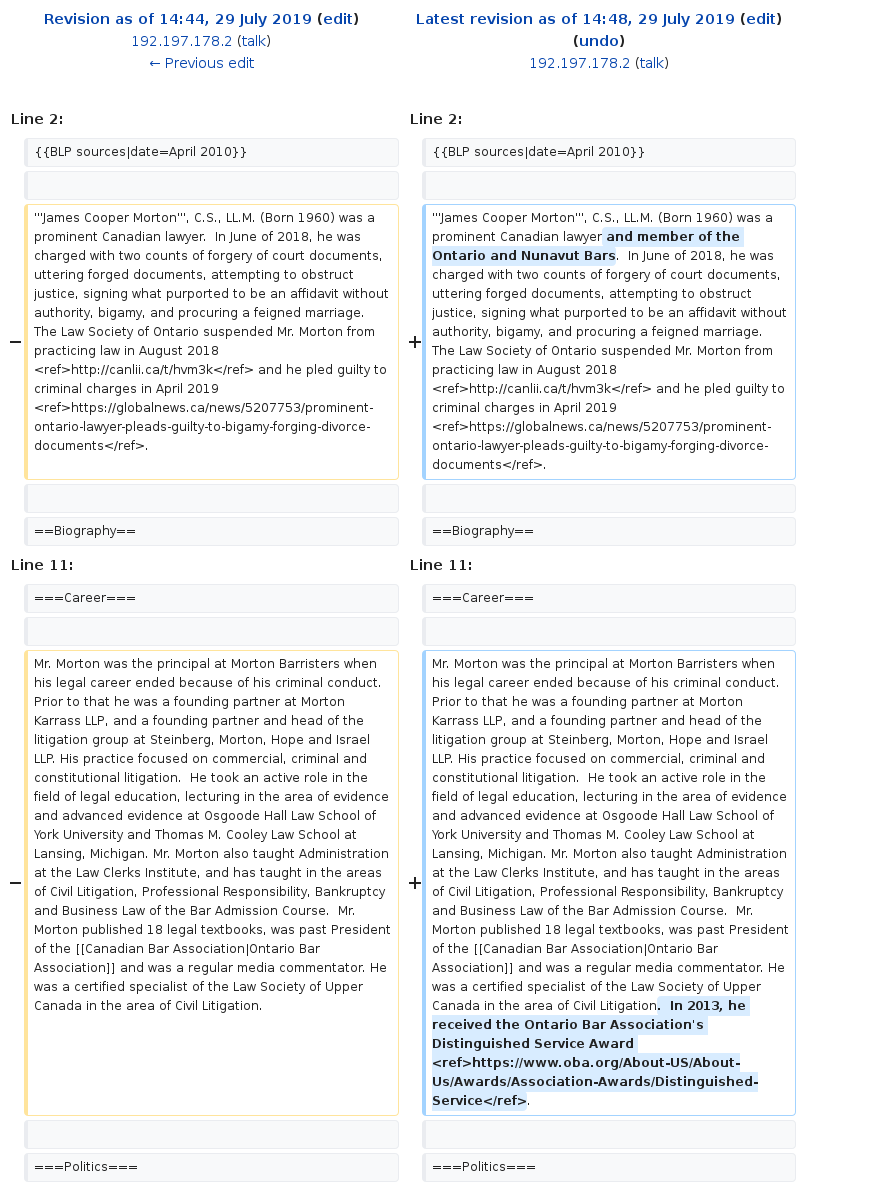 Revision as of 14:44, 29 July 2019 (edit)
192.197.178.2 (talk)
← Previous edit
Latest revision as of 14:48, 29 July 2019 (edit)
(undo)
192.197.178.2 (talk)
Line 2:
Line 2:
{{BLP sources|date=April 2010}}
{{BLP sources|date=April 2010}}
−
'''James Cooper Morton''', C.S., LL.M. (Born 1960) was a
prominent Canadian lawyer.  In June of 2018, he was
charged with two counts of forgery of court documents,
uttering forged documents, attempting to obstruct
justice, signing what purported to be an affidavit without
authority, bigamy, and procuring a feigned marriage.
The Law Society of Ontario suspended Mr. Morton from
practicing law in August 2018
<ref>http://canlii.ca/t/hvm3k</ref> and he pled guilty to
criminal charges in April 2019
<ref>https://globalnews.ca/news/5207753/prominent-
ontario-lawyer-pleads-guilty-to-bigamy-forging-divorce-
documents</ref>.
+
'''James Cooper Morton''', C.S., LL.M. (Born 1960) was a
prominent Canadian lawyer and member of the
Ontario and Nunavut Bars.  In June of 2018, he was
charged with two counts of forgery of court documents,
uttering forged documents, attempting to obstruct
justice, signing what purported to be an affidavit without
authority, bigamy, and procuring a feigned marriage.
The Law Society of Ontario suspended Mr. Morton from
practicing law in August 2018
<ref>http://canlii.ca/t/hvm3k</ref> and he pled guilty to
criminal charges in April 2019
<ref>https://globalnews.ca/news/5207753/prominent-
ontario-lawyer-pleads-guilty-to-bigamy-forging-divorce-
documents</ref>.
==Biography==
==Biography==
Line 11:
Line 11:
===Career===
===Career===
−
Mr. Morton was the principal at Morton Barristers when
his legal career ended because of his criminal conduct.
Prior to that he was a founding partner at Morton
Karrass LLP, and a founding partner and head of the
litigation group at Steinberg, Morton, Hope and Israel
LLP. His practice focused on commercial, criminal and
constitutional litigation.  He took an active role in the
field of legal education, lecturing in the area of evidence
and advanced evidence at Osgoode Hall Law School of
York University and Thomas M. Cooley Law School at
Lansing, Michigan. Mr. Morton also taught Administration
at the Law Clerks Institute, and has taught in the areas
of Civil Litigation, Professional Responsibility, Bankruptcy
and Business Law of the Bar Admission Course.  Mr.
Morton published 18 legal textbooks, was past President
of the [[Canadian Bar Association|Ontario Bar
Association]] and was a regular media commentator. He
was a certified specialist of the Law Society of Upper
Canada in the area of Civil Litigation.
+
Mr. Morton was the principal at Morton Barristers when
his legal career ended because of his criminal conduct.
Prior to that he was a founding partner at Morton
Karrass LLP, and a founding partner and head of the
litigation group at Steinberg, Morton, Hope and Israel
LLP. His practice focused on commercial, criminal and
constitutional litigation.  He took an active role in the
field of legal education, lecturing in the area of evidence
and advanced evidence at Osgoode Hall Law School of
York University and Thomas M. Cooley Law School at
Lansing, Michigan. Mr. Morton also taught Administration
at the Law Clerks Institute, and has taught in the areas
of Civil Litigation, Professional Responsibility, Bankruptcy
and Business Law of the Bar Admission Course.  Mr.
Morton published 18 legal textbooks, was past President
of the [[Canadian Bar Association|Ontario Bar
Association]] and was a regular media commentator. He
was a certified specialist of the Law Society of Upper
Canada in the area of Civil Litigation.  In 2013, he
received the Ontario Bar Association's
Distinguished Service Award
<ref>https://www.oba.org/About-US/About-
Us/Awards/Association-Awards/Distinguished-
Service</ref>.
===Politics===
===Politics===